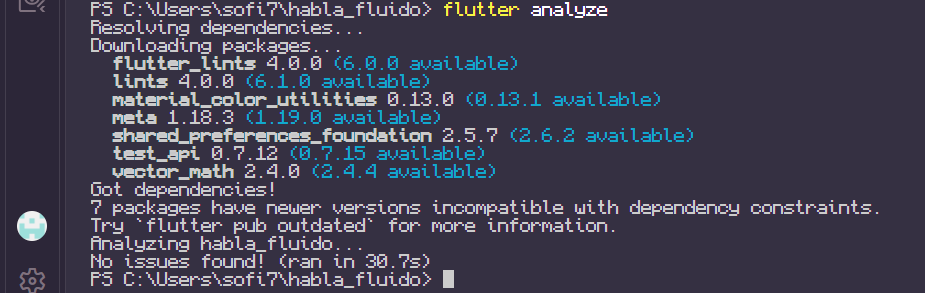 PS C:\Users\sofi7\habla_fluido> flutter analyze
Resolving dependencies...
Downloading packages...
flutter_lints 4.0.0 (6.0.0 available)
lints 4.0.0 (6.1.0 available)
material_color_utilities 0.13.0 (0.13.1 available)
meta 1.18.3 (1.19.0 available)
shared_preferences_foundation 2.5.7 (2.6.2 available)
test_api 0.7.12 (0.7.15 available)
vector_math 2.4.0 (2.4.4 available)
Got dependencies!
7 packages have newer versions incompatible with dependency constraints.
Try `flutter pub outdated` for more information.
Analyzing habla_fluido...
No issues found! (ran in 30.7s)
PS C:\Users\sofi7\habla_fluido>